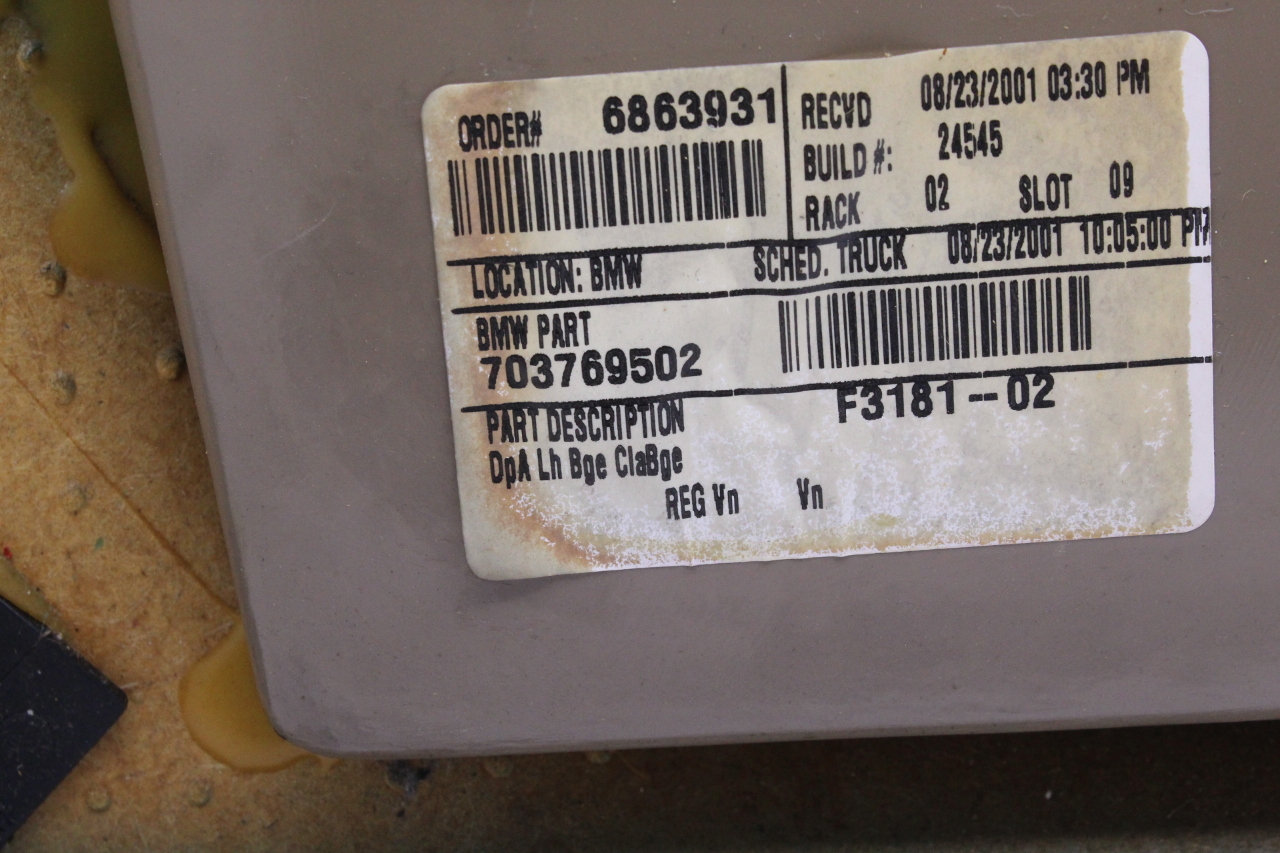 ORDER# 6863931
RECVD 08/23/2001 03:30 PM
BUILD #: 24545
RACK 02 SLOT 09
LOCATION: BMW SCHED. TRUCK 08/23/2001 10:05:00 PM
BMW PART
703769502
F3181--02
PART DESCRIPTION
DpA Lh Bge ClaBge
REG Vn Vn